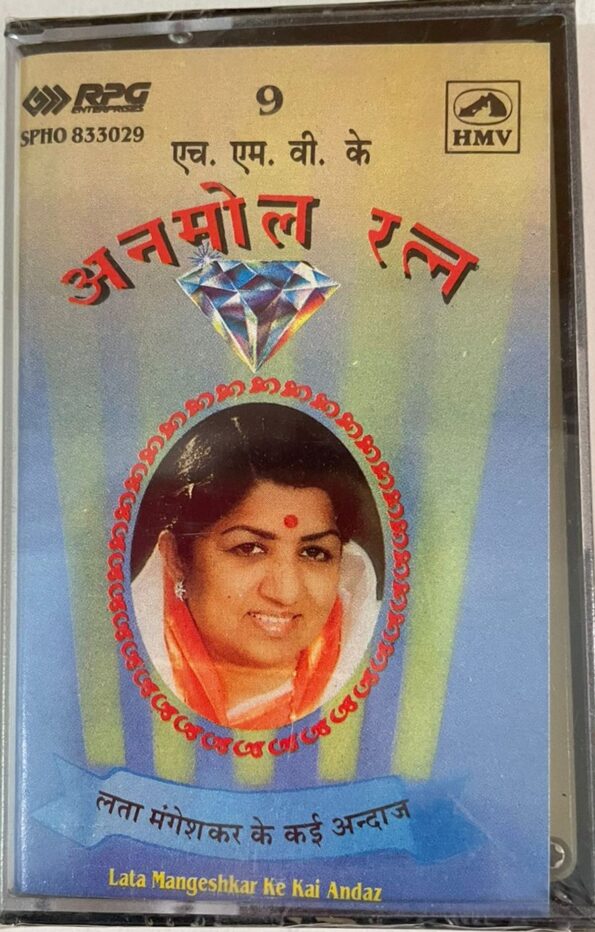 RPG
ENTERPRISES
SPHO 833029
9
HMV
एच. एम. वी. के
अनमोल रत्न
लता मंगेशकर के कई अन्दाज
Lata Mangeshkar Ke Kai Andaz